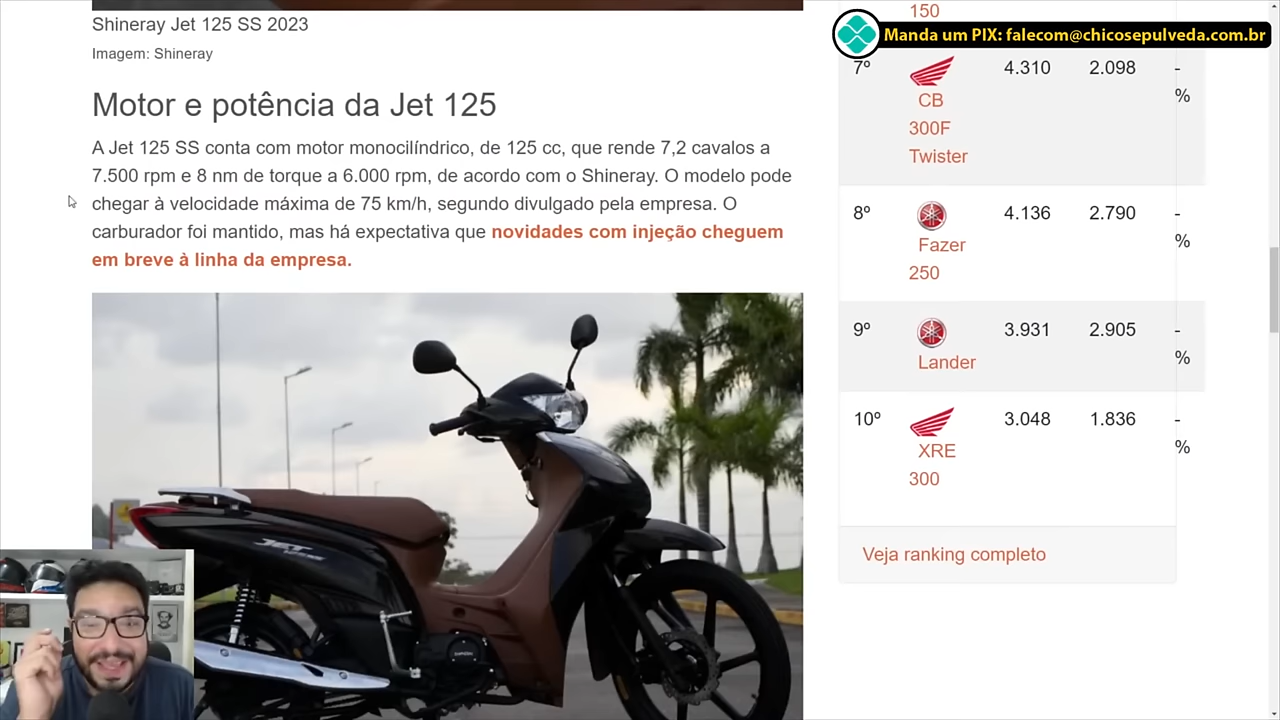 Shineray Jet 125 SS 2023
Imagem: Shineray
Motor e potência da Jet 125
A Jet 125 SS conta com motor monocilíndrico, de 125 cc, que rende 7,2 cavalos a
7.500 rpm e 8 nm de torque a 6.000 rpm, de acordo com o Shineray. O modelo pode
chegar à velocidade máxima de 75 km/h, segundo divulgado pela empresa. O
carburador foi mantido, mas há expectativa que novidades com injeção cheguem
em breve à linha da empresa.
JET
150
Manda um PIX: falecom@chicosepulveda.com.br
7º 4.310 2.098 -
CB %
300F
Twister
8º 4.136 2.790 -
Fazer %
250
9º 3.931 2.905 -
Lander %
10º 3.048 1.836 -
XRE %
300
Veja ranking completo